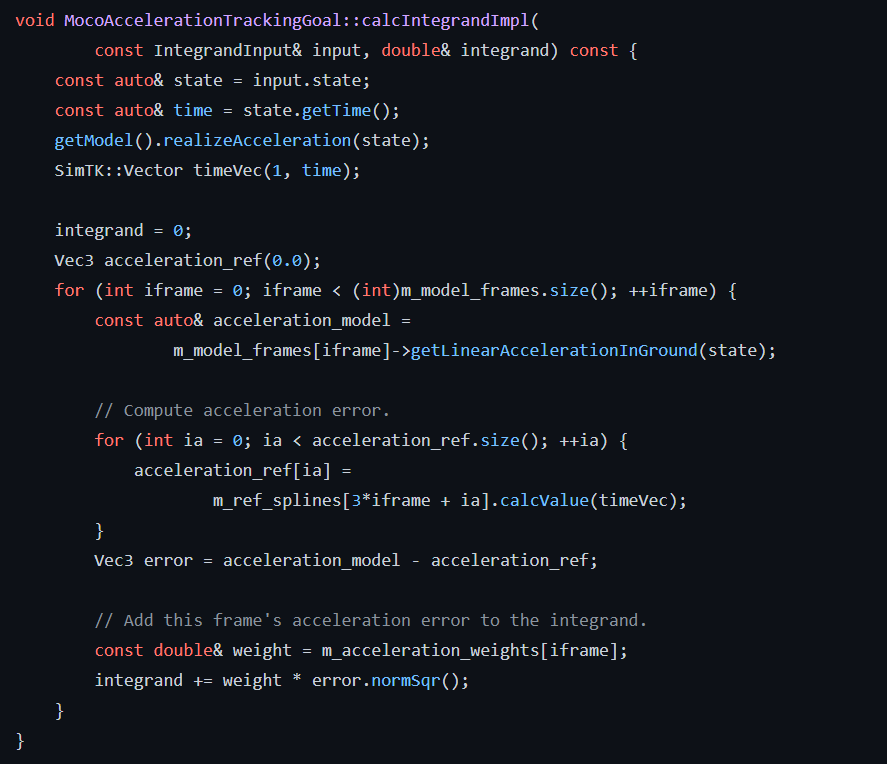 void MocoAccelerationTrackingGoal::calcIntegrandImpl(
        const IntegrandInput& input, double& integrand) const {
    const auto& state = input.state;
    const auto& time = state.getTime();
    getModel().realizeAcceleration(state);
    SimTK::Vector timeVec(1, time);

    integrand = 0;
    Vec3 acceleration_ref(0.0);
    for (int iframe = 0; iframe < (int)m_model_frames.size(); ++iframe) {
        const auto& acceleration_model =
                m_model_frames[iframe]->getLinearAccelerationInGround(state);

        // Compute acceleration error.
        for (int ia = 0; ia < acceleration_ref.size(); ++ia) {
            acceleration_ref[ia] =
                    m_ref_splines[3*iframe + ia].calcValue(timeVec);
        }
        Vec3 error = acceleration_model - acceleration_ref;

        // Add this frame's acceleration error to the integrand.
        const double& weight = m_acceleration_weights[iframe];
        integrand += weight * error.normSqr();
    }
}